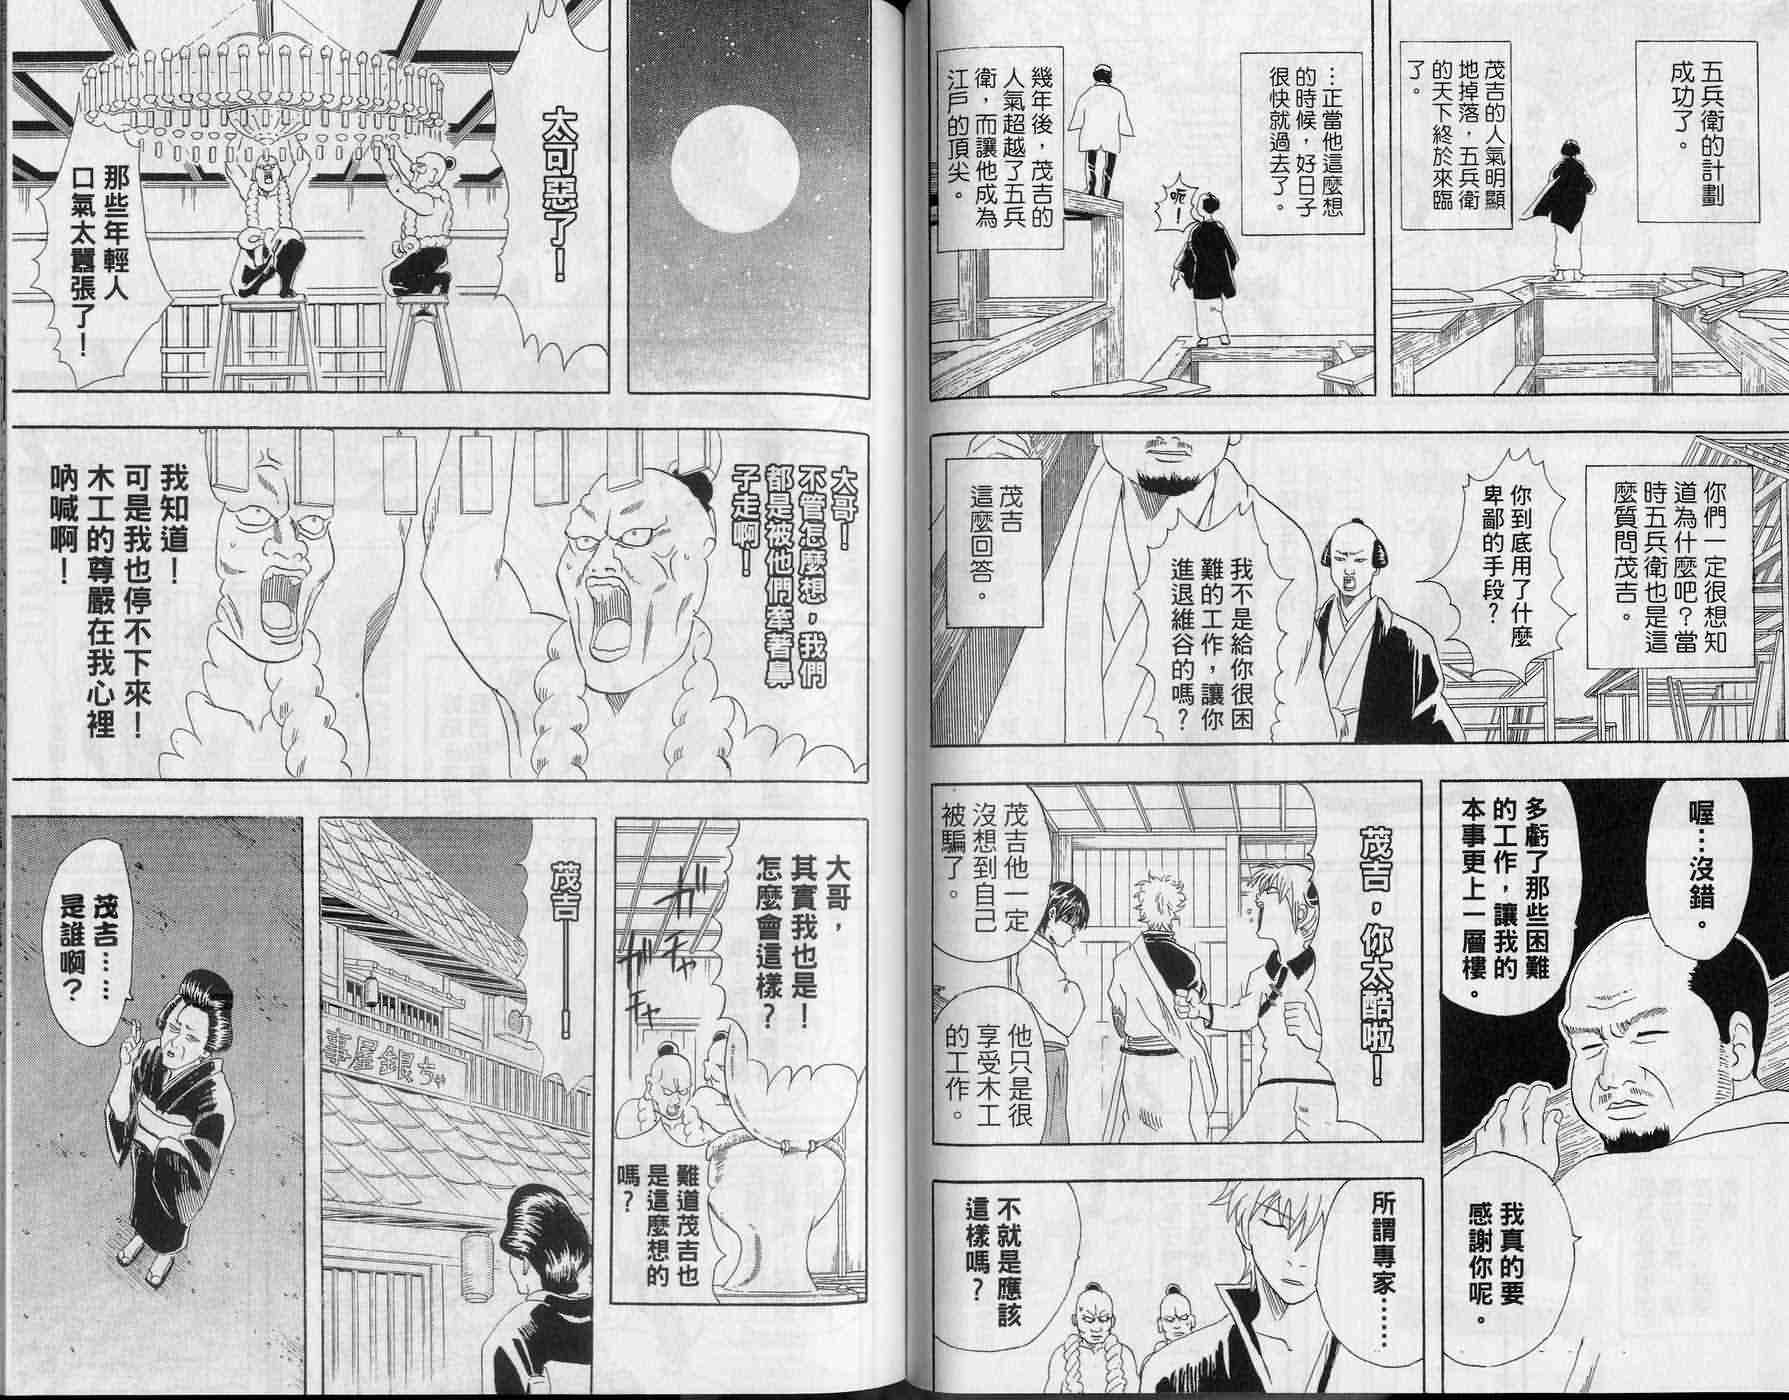 五兵衛的計劃
成功了。
茂吉的人氣明顯
地掉落，五兵衛
的天下終於來臨
了。
…正當他這麼想
的時候，好日子
很快就過去了。
呃！
幾年後，茂吉的
人氣超越了五兵
衛，而讓他成為
江戶的頂尖。
你們一定很想知
道為什麼吧？當
時五兵衛也是這
麼質問茂吉。
你到底用了什麼
卑鄙的手段？
我不是給你很困
難的工作，讓你
進退維谷的嗎？
茂吉
這麼回答。
喔…沒錯。
多虧了那些困難
的工作，讓我的
本事更上一層樓。
我真的要
感謝你呢。
茂吉，你太酷啦！
茂吉他一定
沒想到自己
被騙了。
他只是很
享受木工
的工作。
所謂專家……
不就是應該
這樣嗎？
太可惡了！
那些年輕人
口氣太囂張了！
大哥！
不管怎麼想，我們
都是被他們牽著鼻
子走啊！
我知道！
可是我也停不下來！
木工的尊嚴在我心裡
吶喊啊！
大哥，
其實我也是！
怎麼會這樣？
ガ
チャ
ガ
チャ
難道茂吉也
是這麼想的
嗎？
茂吉————！
事屋銀ちゃ
茂吉……
是誰啊？